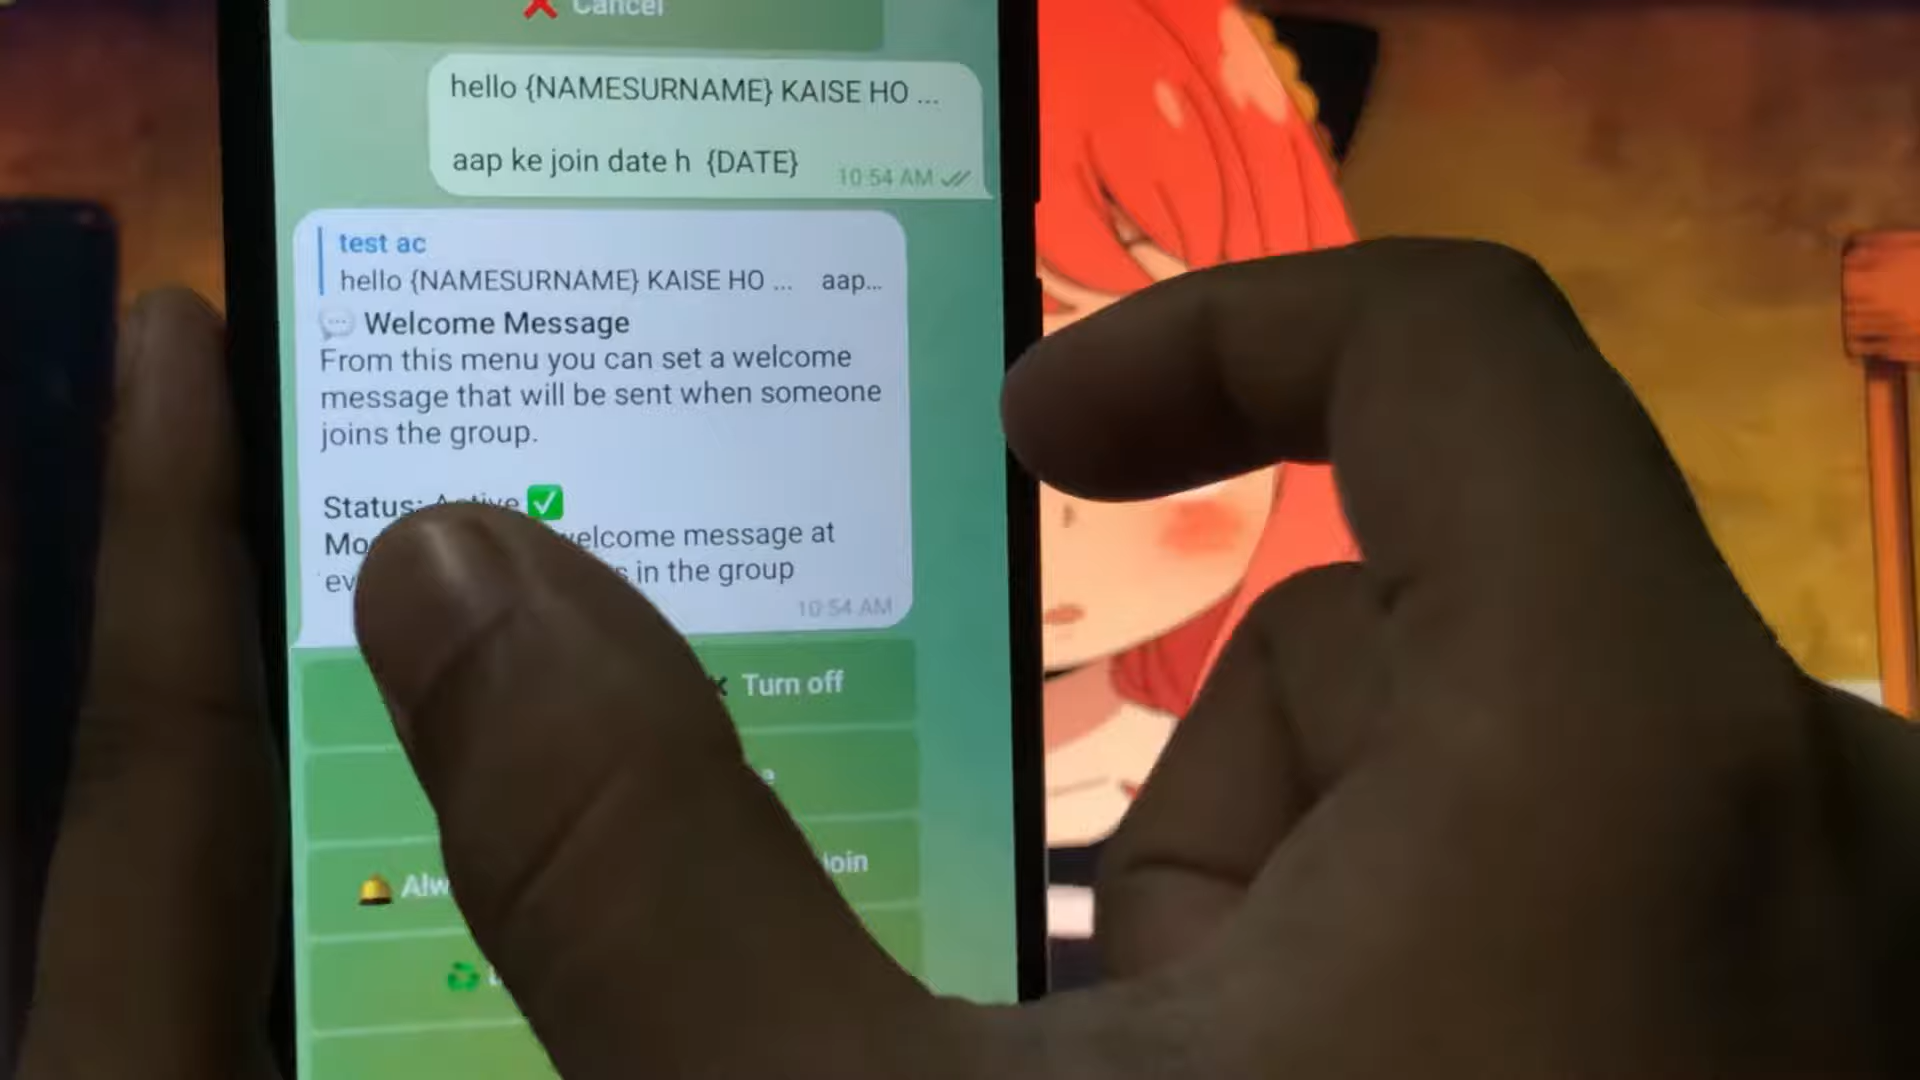 Cancel
hello {NAMESURNAME} KAISE HO ...
aap ke join date h {DATE}
10:54 AM
test ac
hello {NAMESURNAME} KAISE HO ... aap...
Welcome Message
From this menu you can set a welcome
message that will be sent when someone
joins the group.
Status: Active
welcome message at
in the group
10:54 AM
Turn off